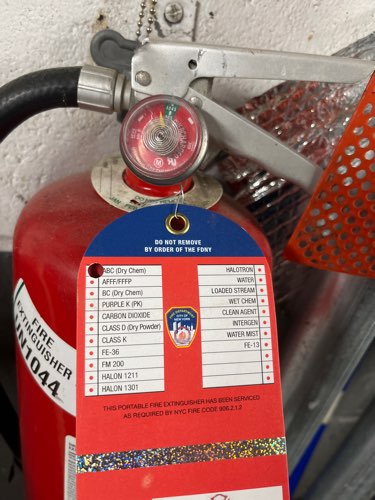 DO NOT REMOVE
BY ORDER OF THE FDNY
ABC (Dry Chem)
AFFF/FFFP
BC (Dry Chem)
PURPLE K (PK)
CARBON DIOXIDE
CLASS D (Dry Powder)
CLASS K
FE-36
FM 200
HALON 1211
HALON 1301
HALOTRON
WATER
LOADED STREAM
WET CHEM
CLEAN AGENT
INTERGEN
WATER MIST
FE-13
THIS PORTABLE FIRE EXTINGUISHER HAS BEEN SERVICED
AS REQUIRED BY NYC FIRE CODE 906.2.1.2
FIRE
EXTINGUISHER
N1044